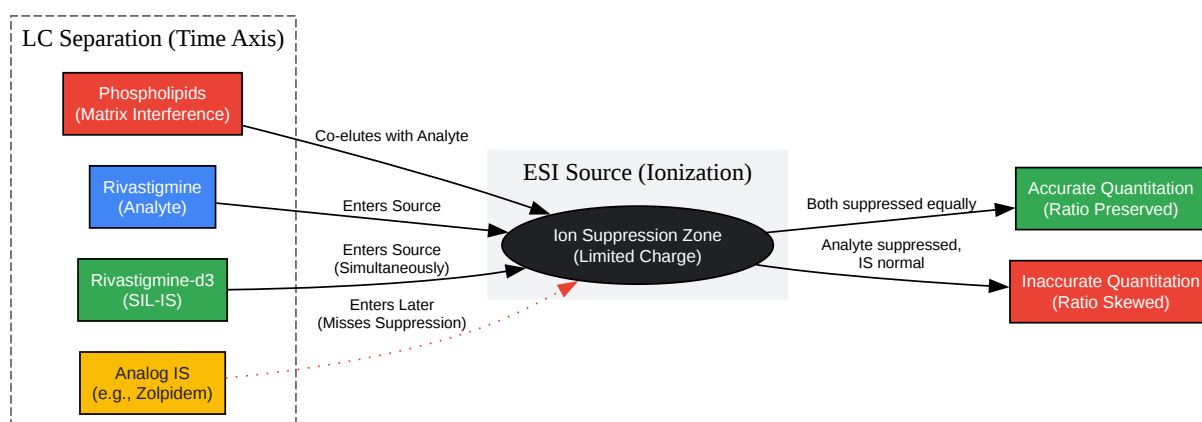 LC Separation (Time Axis)
Phospholipids
(Matrix Interference)
Rivastigmine
(Analyte)
Rivastigmine-d3
(SIL-IS)
Analog IS
(e.g., Zolpidem)
Co-elutes with Analyte
Enters Source
Enters Source
(Simultaneously)
Enters Later
(Misses Suppression)
ESI Source (Ionization)
Ion Suppression Zone
(Limited Charge)
Both suppressed equally
Analyte suppressed,
IS normal
Accurate Quantitation
(Ratio Preserved)
Inaccurate Quantitation
(Ratio Skewed)